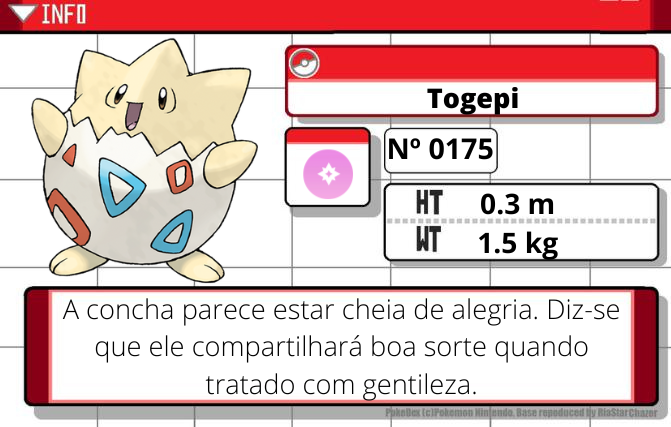 INFO
Togepi
Nº 0175
HT 0.3 m
WT 1.5 kg
A concha parece estar cheia de alegria. Diz-se
que ele compartilhará boa sorte quando
tratado com gentileza.
PokeDex (c)Pokemon Nintendo. Base repoduced by RiaStarChazer